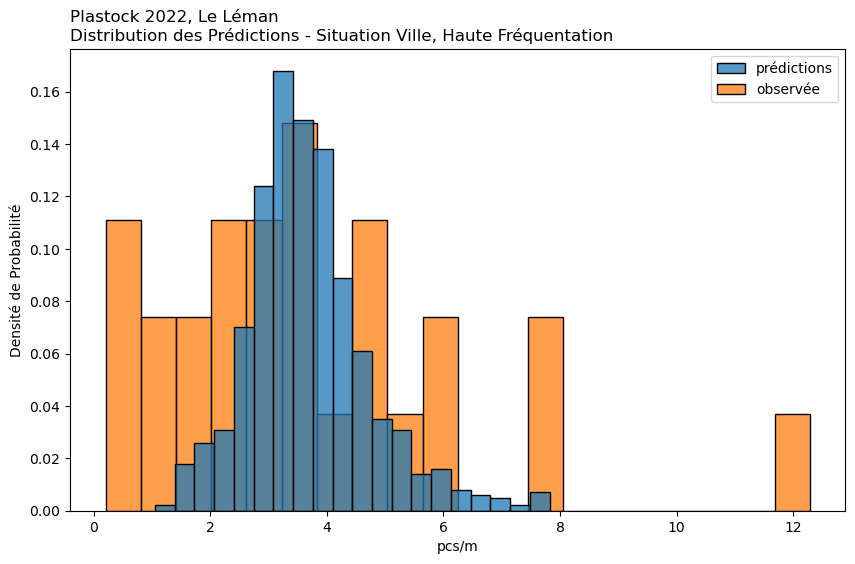 Plastock 2022, Le Léman
Distribution des Prédictions - Situation Ville, Haute Fréquentation
prédictions
observée
Densité de Probabilité
0.16
0.14
0.12
0.10
0.08
0.06
0.04
0.02
0.00
0
2
4
6
8
10
12
pcs/m